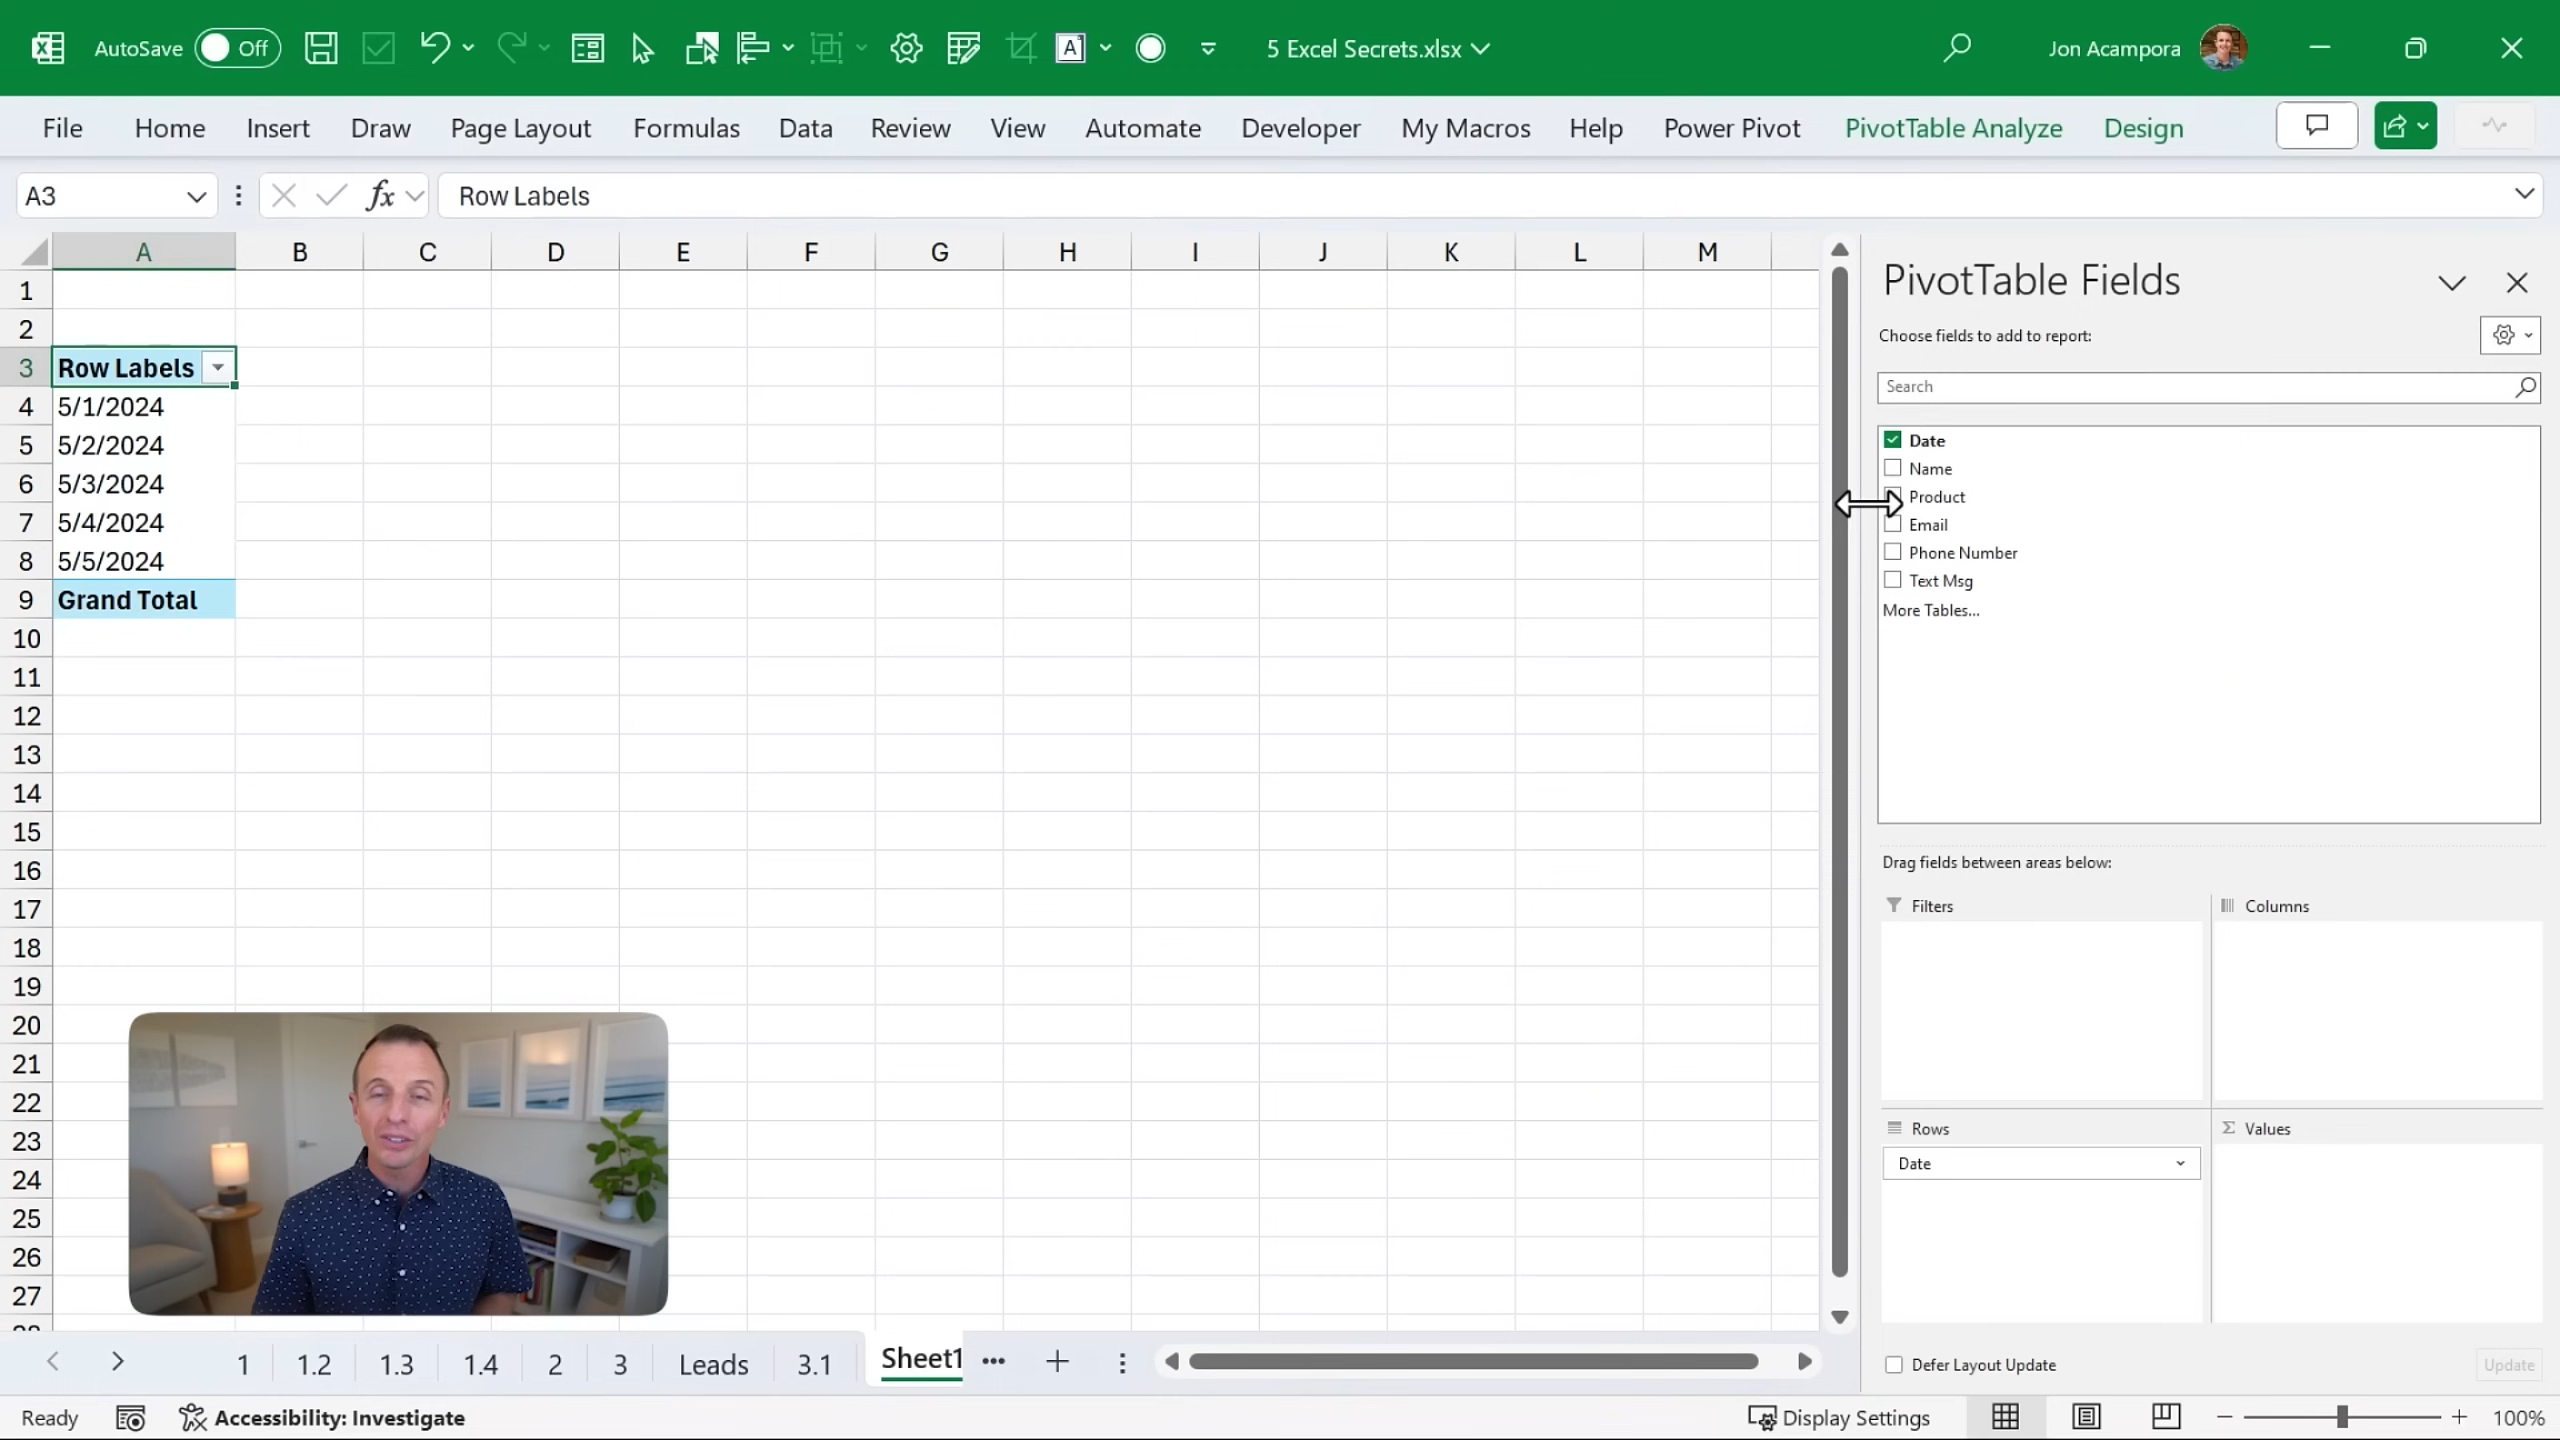 AutoSave Off 5 Excel Secrets.xlsx Jon Acampora
File Home Insert Draw Page Layout Formulas Data Review View Automate Developer My Macros Help Power Pivot PivotTable Analyze Design
A3 fx Row Labels
A B C D E F G H I J K L M
1
2
3 Row Labels
4 5/1/2024
5 5/2/2024
6 5/3/2024
7 5/4/2024
8 5/5/2024
9 Grand Total
10
11
12
13
14
15
16
17
18
19
20
21
22
23
24
25
26
27
28
PivotTable Fields
Choose fields to add to report:
Search
Date
Name
Product
Email
Phone Number
Text Msg
More Tables...
Drag fields between areas below:
Filters Columns
Rows Σ Values
Date
Defer Layout Update Update
1 1.2 1.3 1.4 2 3 Leads 3.1 Sheet1
Ready Accessibility: Investigate Display Settings 100%